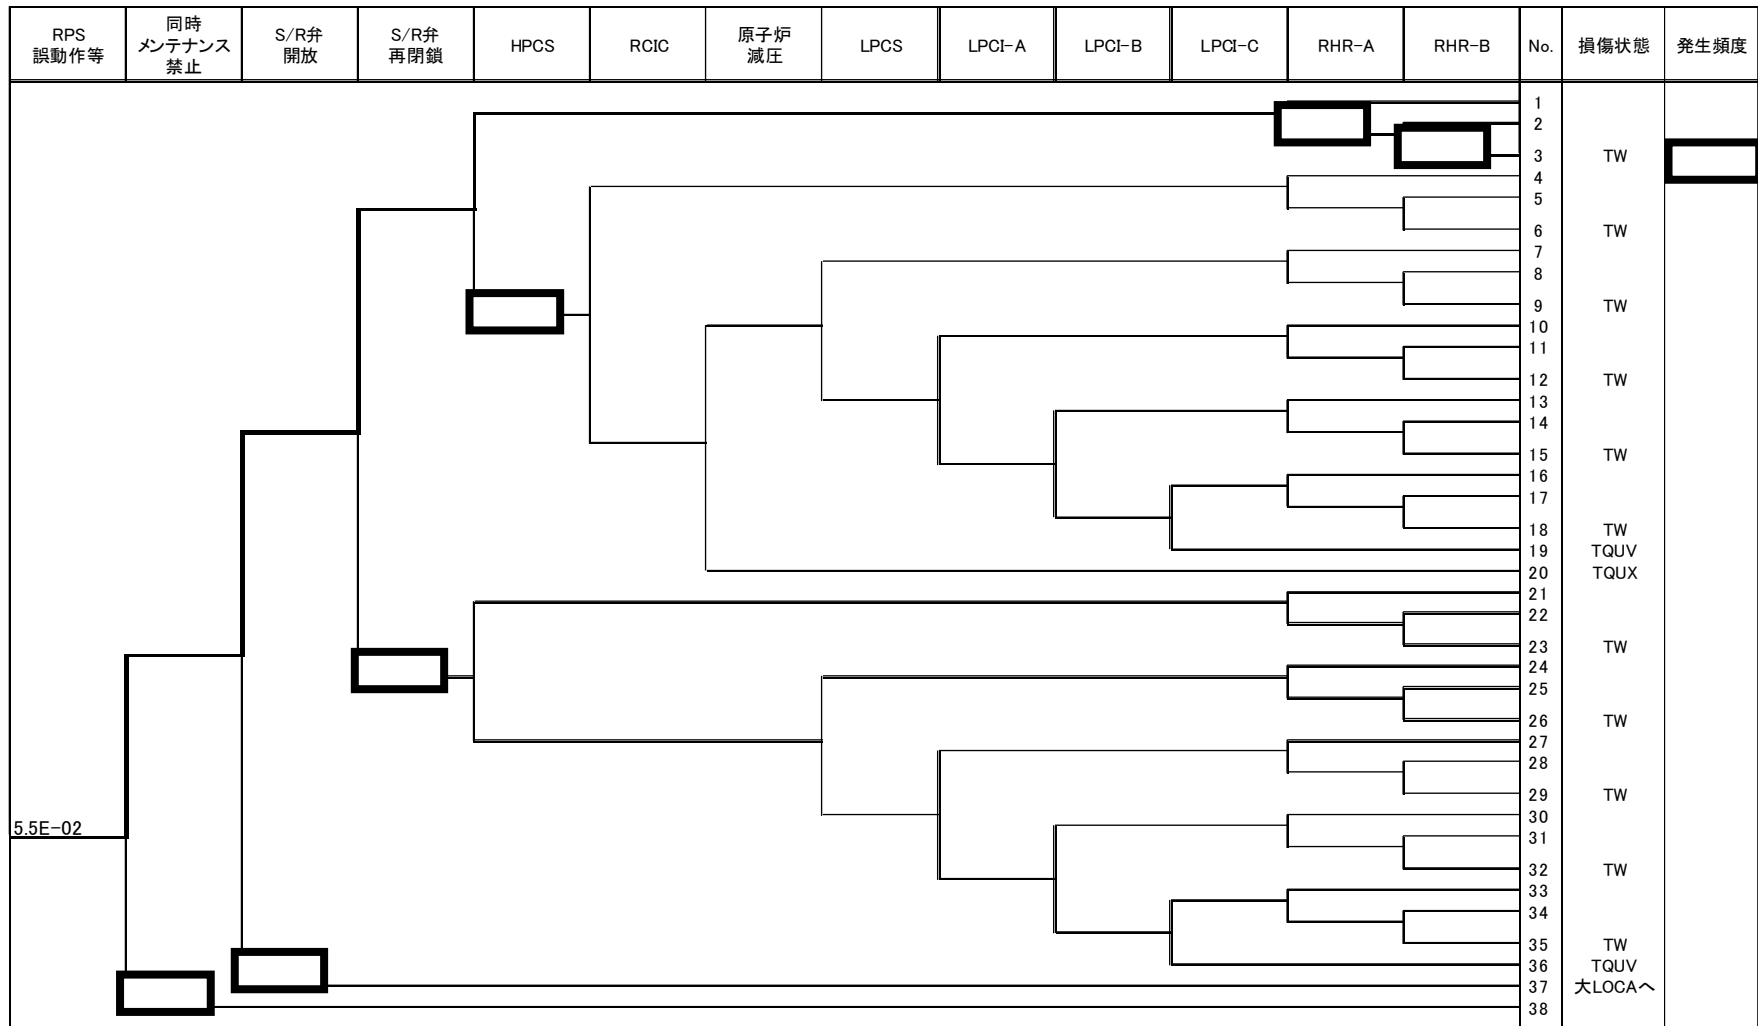 RPS
誤動作等
同時
メンテナンス
禁止
S/R弁
開放
S/R弁
再閉鎖
HPCS
RCIC
原子炉
減圧
LPCS
LPCI-A
LPCI-B
LPCI-C
RHR-A
RHR-B
No.
損傷状態
発生頻度
1
2
3 TW
4
5
6 TW
7
8
9 TW
10
11
12 TW
13
14
15 TW
16
17
18 TW
19 TQUV
20 TQUX
21
22
23 TW
24
25
26 TW
27
28
29 TW
5.5E-02
30
31
32 TW
33
34
35 TW
36 TQUV
37 大LOCAへ
38